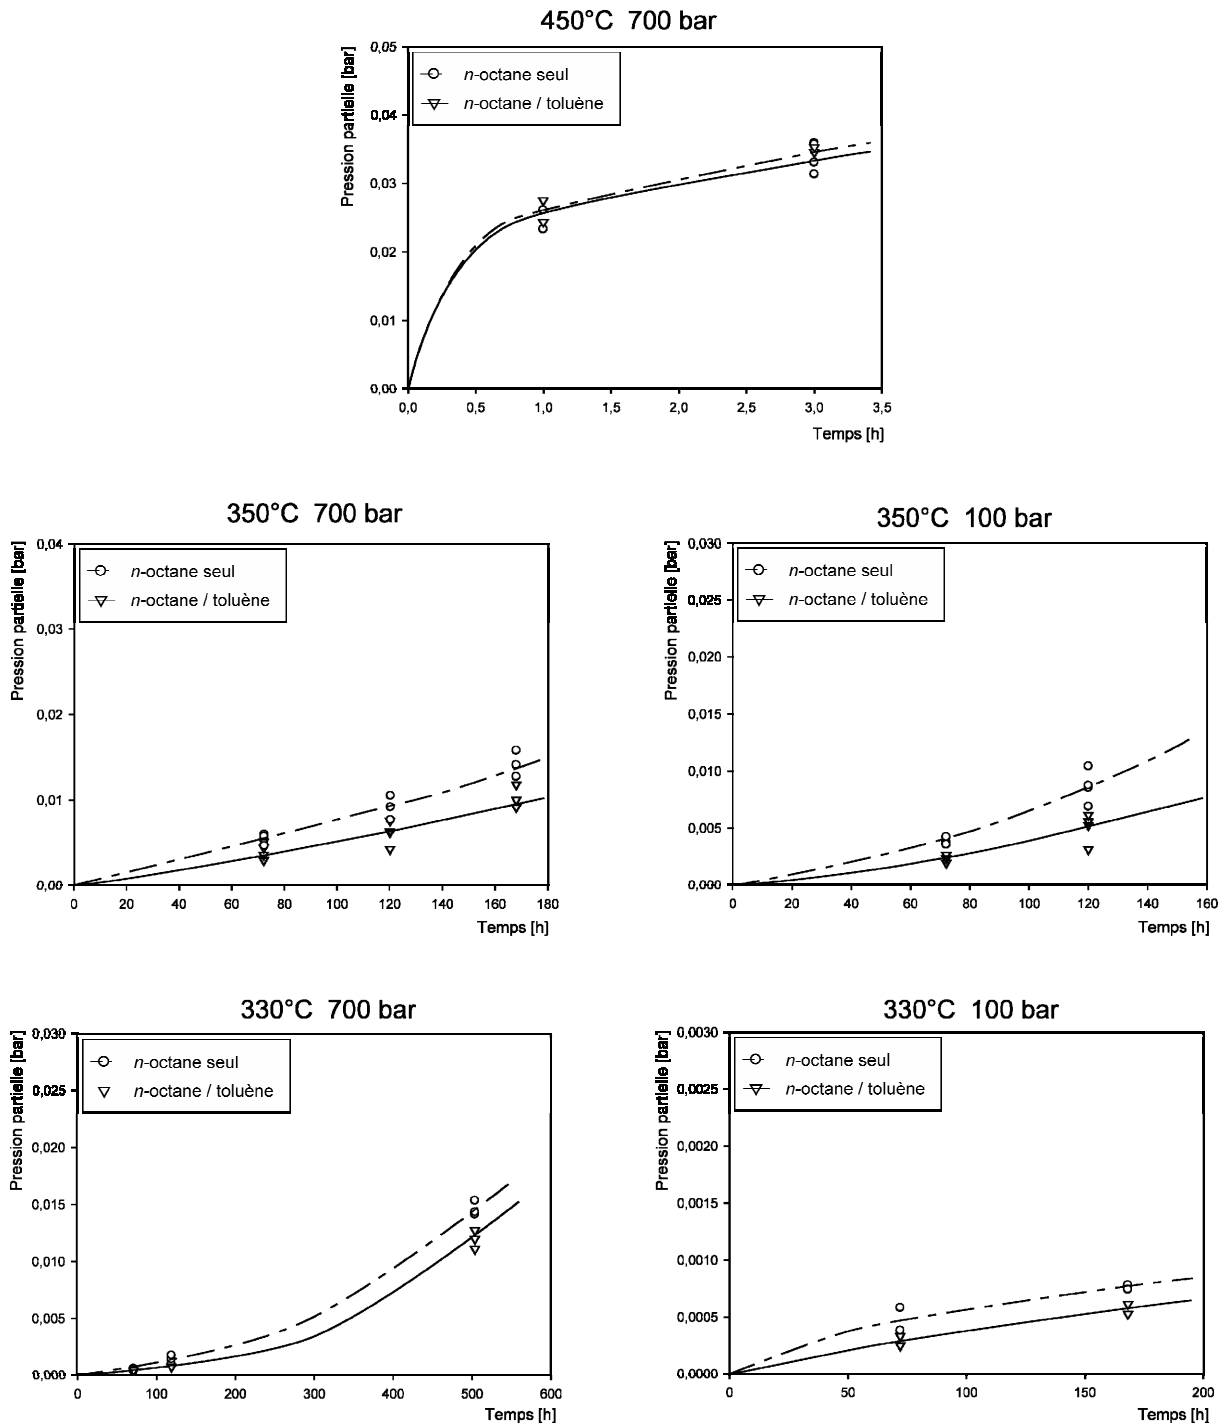 450°C 700 bar
Pression partielle [bar]
0,05
0,04
0,03
0,02
0,01
0,00
n-octane seul
n-octane / toluène
0,0 0,5 1,0 1,5 2,0 2,5 3,0 3,5
Temps [h]
350°C 700 bar
Pression partielle [bar]
0,04
0,03
0,02
0,01
0,00
n-octane seul
n-octane / toluène
0 20 40 60 80 100 120 140 160 180
Temps [h]
350°C 100 bar
Pression partielle [bar]
0,030
0,025
0,020
0,015
0,010
0,005
0,000
n-octane seul
n-octane / toluène
0 20 40 60 80 100 120 140 160
Temps [h]
330°C 700 bar
Pression partielle [bar]
0,030
0,025
0,020
0,015
0,010
0,005
0,000
n-octane seul
n-octane / toluène
0 100 200 300 400 500 600
Temps [h]
330°C 100 bar
Pression partielle [bar]
0,0030
0,0025
0,0020
0,0015
0,0010
0,0005
0,0000
n-octane seul
n-octane / toluène
0 50 100 150 200
Temps [h]